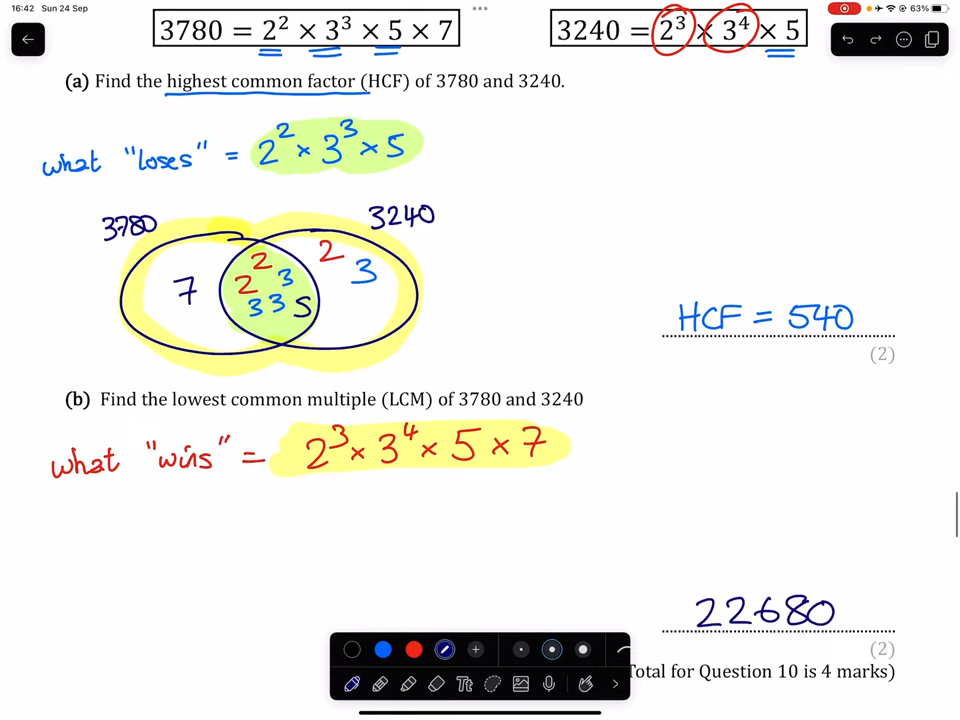 16:42 Sun 24 Sep
63%
3780 = 2² × 3³ × 5 × 7
3240 = 2³ × 3⁴ × 5
(a) Find the highest common factor (HCF) of 3780 and 3240.
what "loses" = 2² × 3³ × 5
3780
3240
7
2
2
3
3 3 5
2
3
HCF = 540
(2)
(b) Find the lowest common multiple (LCM) of 3780 and 3240
what "wins" = 2³ × 3⁴ × 5 × 7
22680
(2)
Total for Question 10 is 4 marks)
Tt